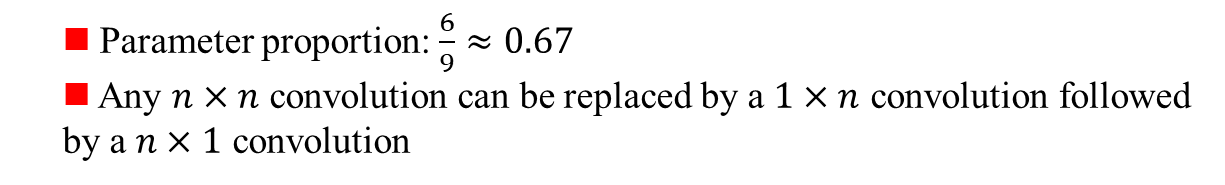 ■ Parameter proportion: 6/9 ≈ 0.67
■ Any n × n convolution can be replaced by a 1 × n convolution followed
by a n × 1 convolution